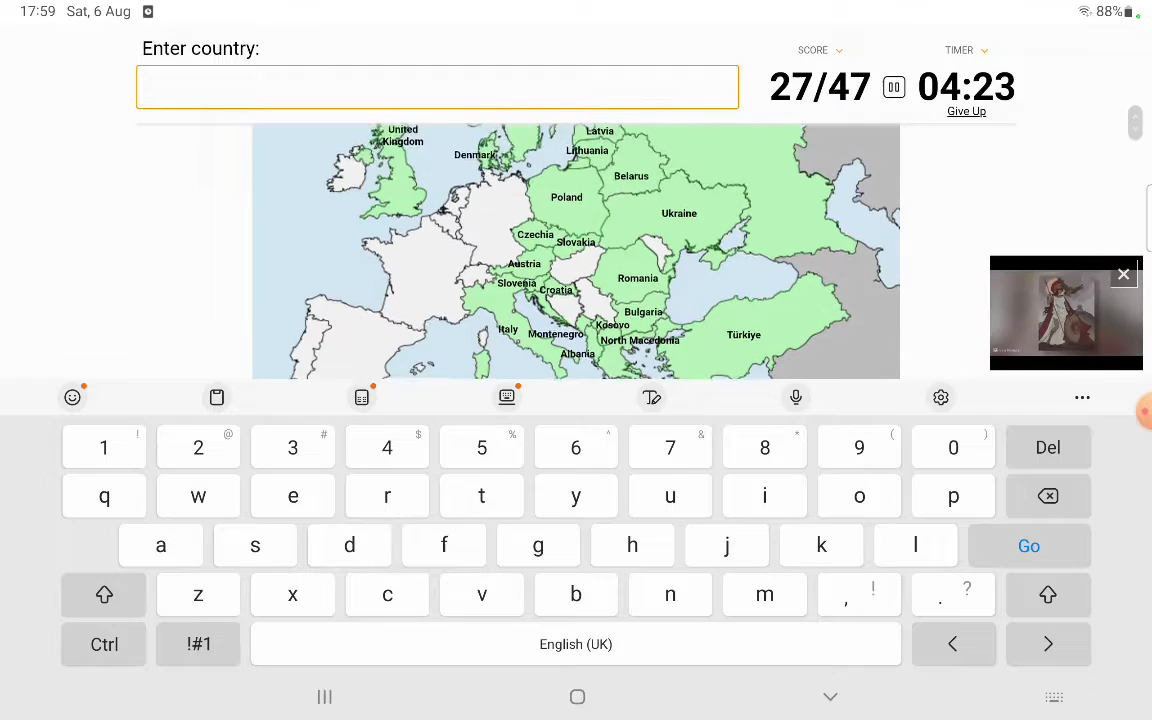 17:59 Sat, 6 Aug
88%
Enter country:
SCORE
27/47
TIMER
04:23
Give Up
United
Kingdom
Denmark
Latvia
Lithuania
Belarus
Poland
Ukraine
Czechia
Slovakia
Austria
Slovenia
Croatia
Romania
Italy
Montenegro
Kosovo
Bulgaria
North Macedonia
Albania
Türkiye
1 ! 2 @ 3 # 4 $ 5 % 6 ^ 7 & 8 * 9 ( 0 ) Del
q w e r t y u i o p
a s d f g h j k l Go
z x c v b n m , ! . ?
Ctrl !#1 English (UK) < >